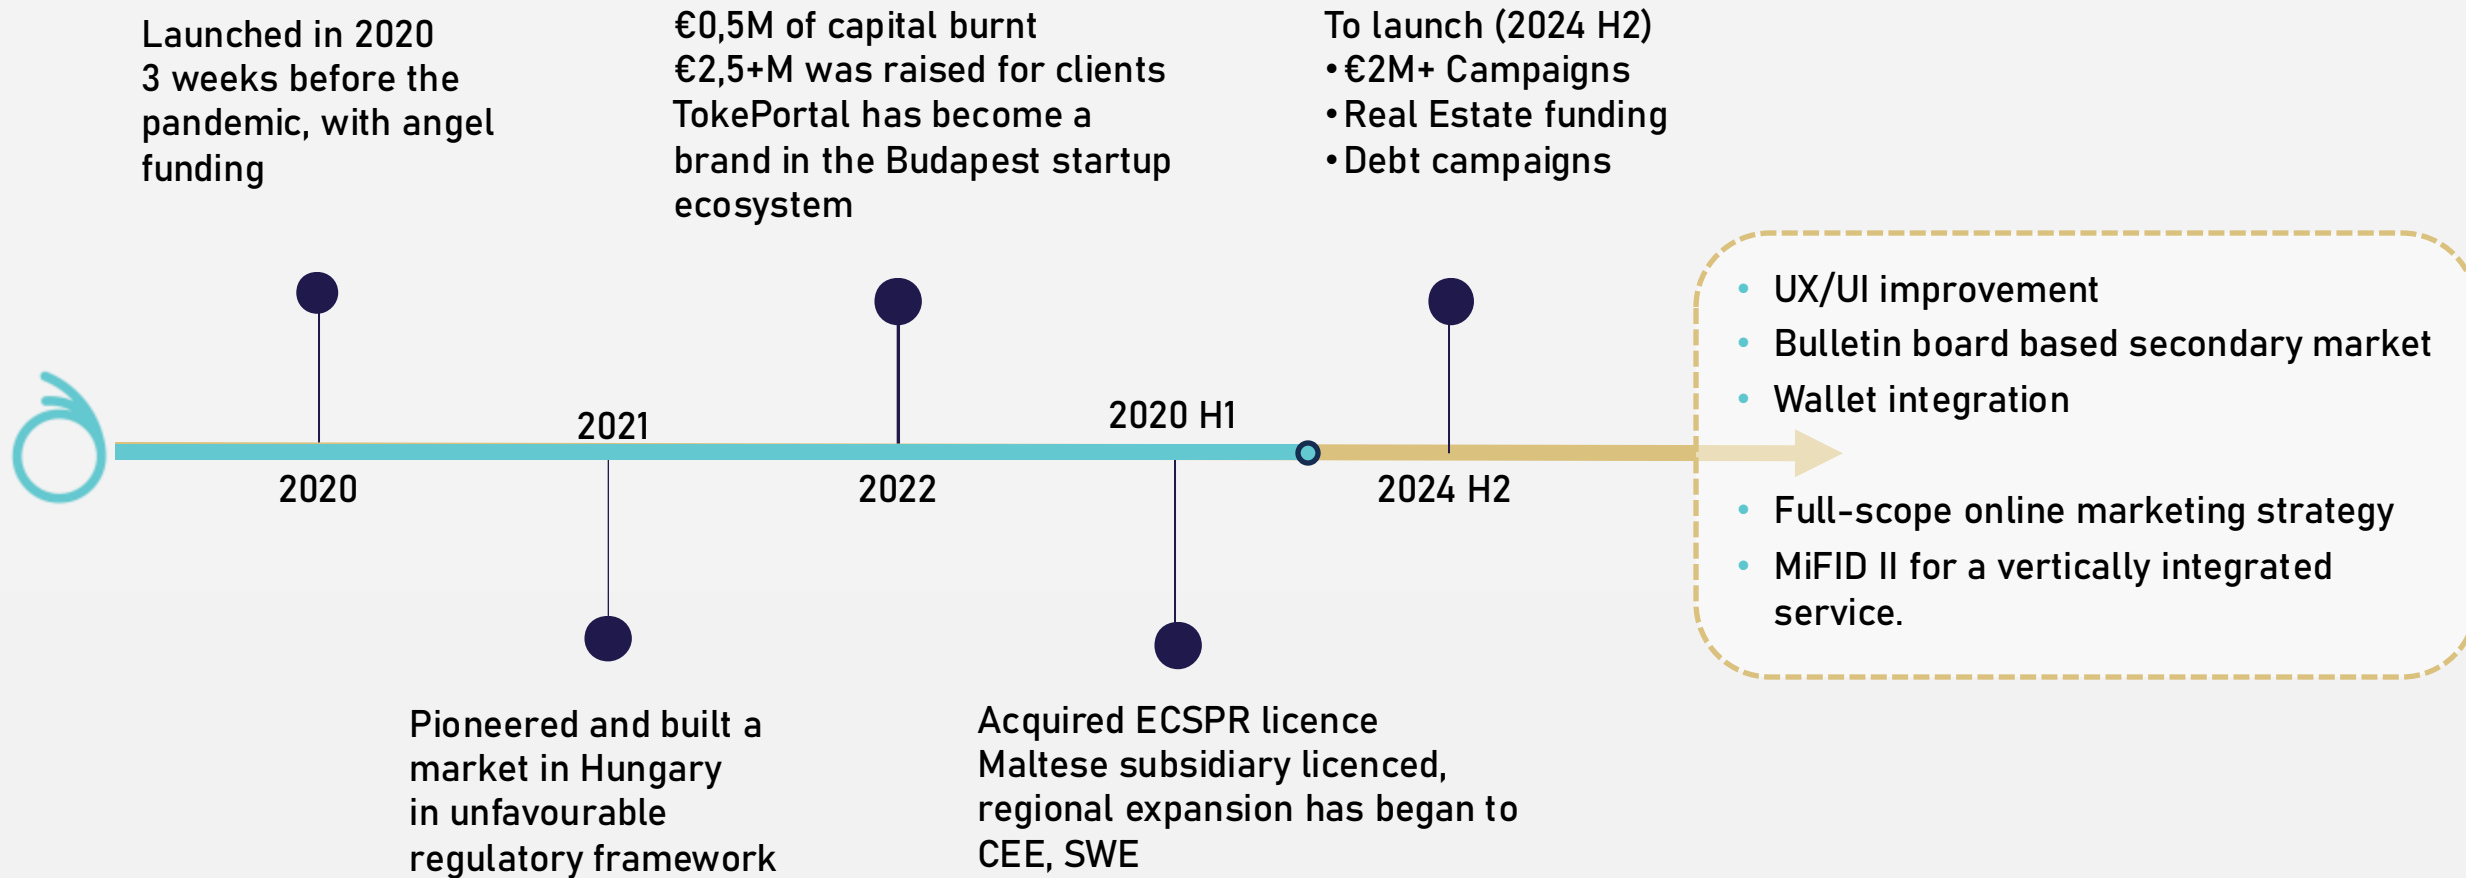 Launched in 2020
3 weeks before the
pandemic, with angel
funding
€0,5M of capital burnt
€2,5+M was raised for clients
TokePortal has become a
brand in the Budapest startup
ecosystem
To launch (2024 H2)
• €2M+ Campaigns
• Real Estate funding
• Debt campaigns
2020
2021
2022
2020 H1
2024 H2
Pioneered and built a
market in Hungary
in unfavourable
regulatory framework
Acquired ECSPR licence
Maltese subsidiary licenced,
regional expansion has began to
CEE, SWE
• UX/UI improvement
• Bulletin board based secondary market
• Wallet integration
• Full-scope online marketing strategy
• MiFID II for a vertically integrated
service.